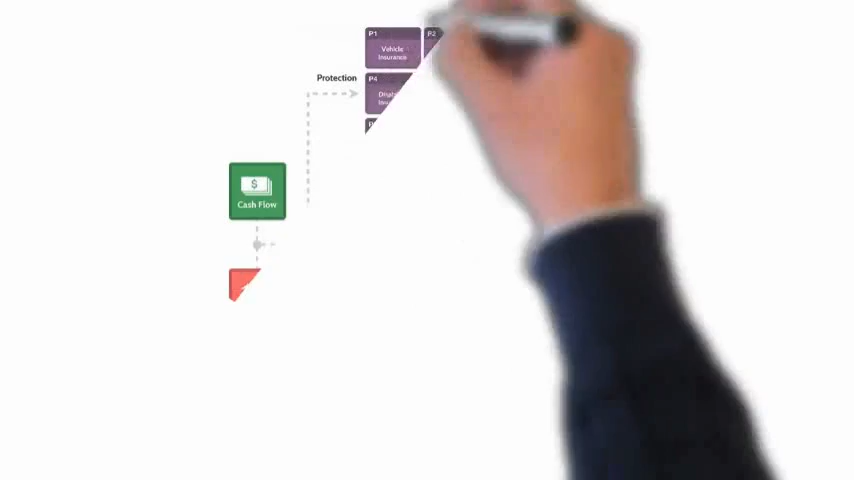 P1
P2
Vehicle
Insurance
Protection
P4
$
Cash Flow